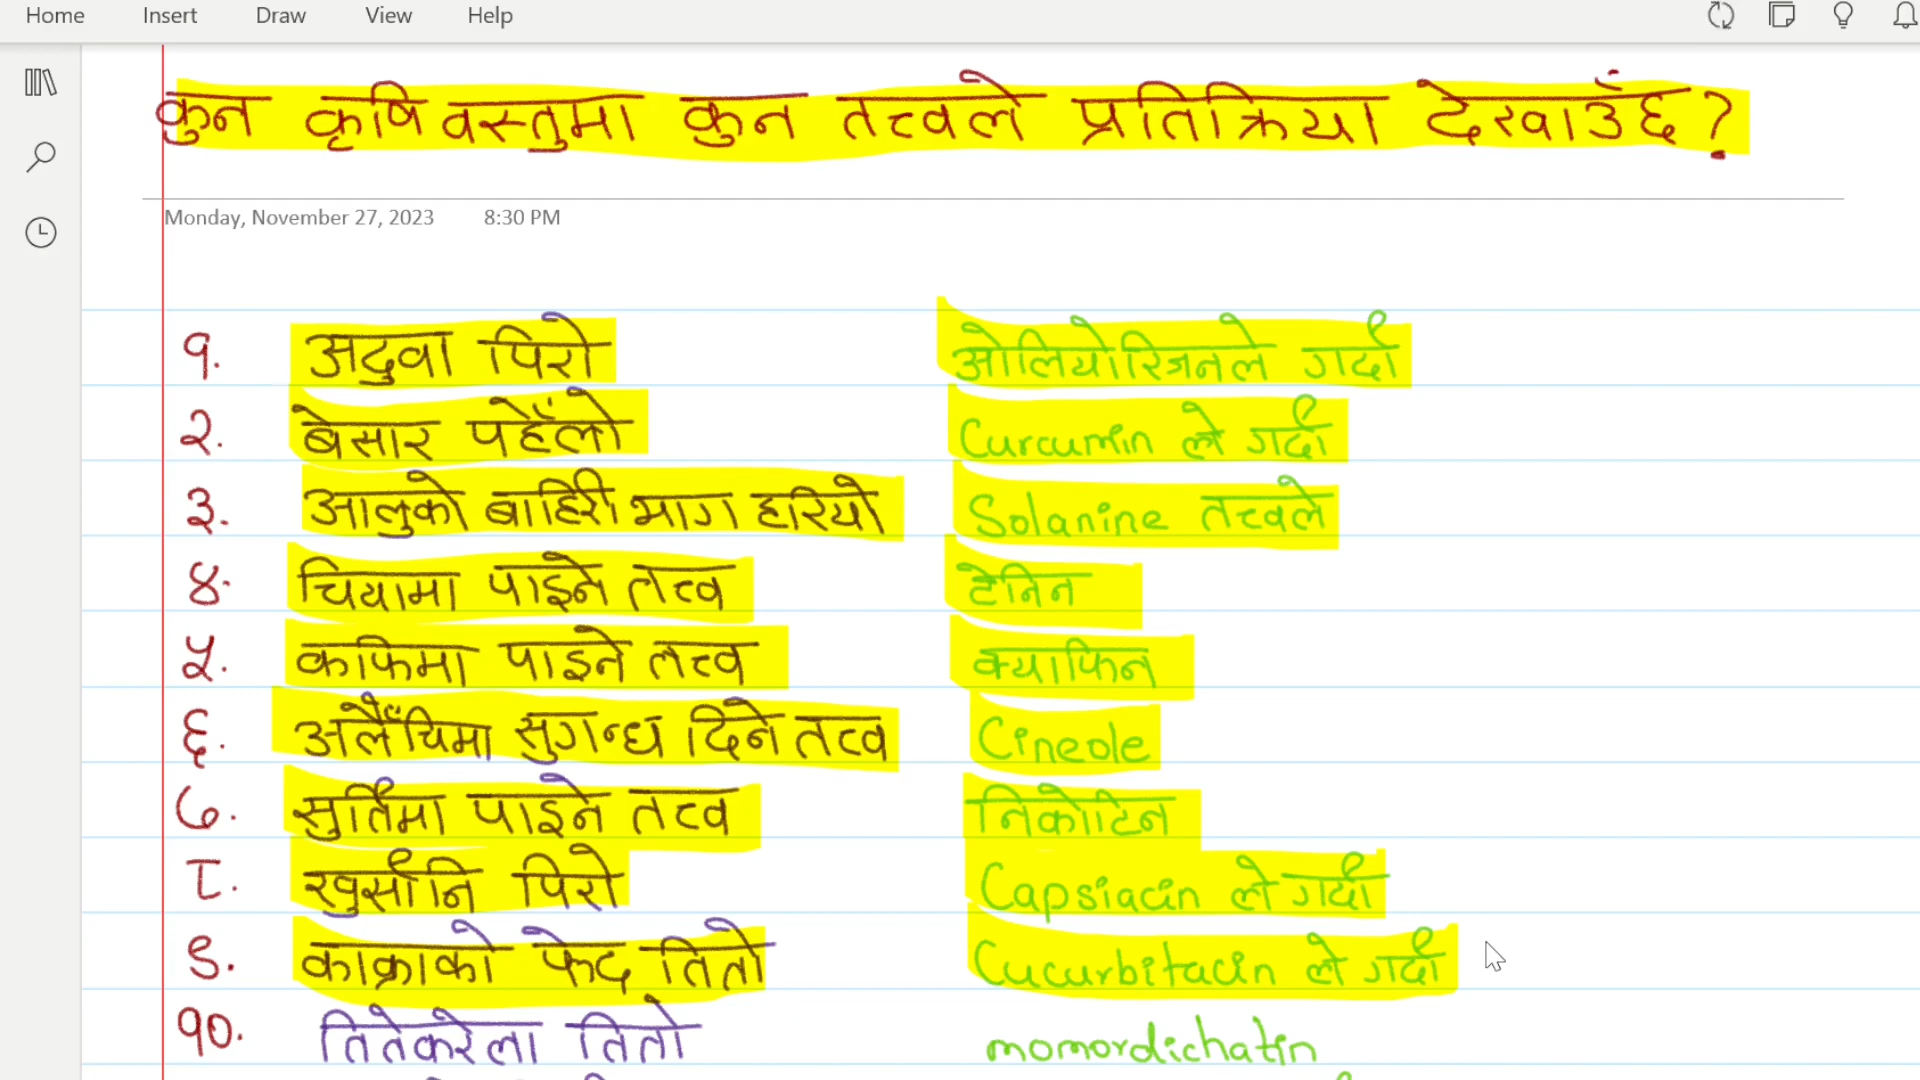 Home Insert Draw View Help
कुन कृषि वस्तुमा कुन तत्त्वले प्रतिक्रिया देखाउँछ ?
Monday, November 27, 2023 8:30 PM
१. अदुवा पिरो ओलियोरिजनले गर्दा
२. बेसार पहेँलो Curcumin ले गर्दा
३. आलुको बाहिरी भाग हरियो Solanine तत्त्वले
४. चियामा पाइने तत्त्व टेनिन
५. कफिमा पाइने तत्त्व क्याफिन
६. अलैँचिमा सुगन्ध दिने तत्त्व Cineole
७. सुर्तिमा पाइने तत्त्व निकोटिन
८. खुर्सानि पिरो Capsiacin ले गर्दा
९. काक्राको फेद तितो Cucurbitacin ले गर्दा
१०. तितेकरेला तितो momordichatin